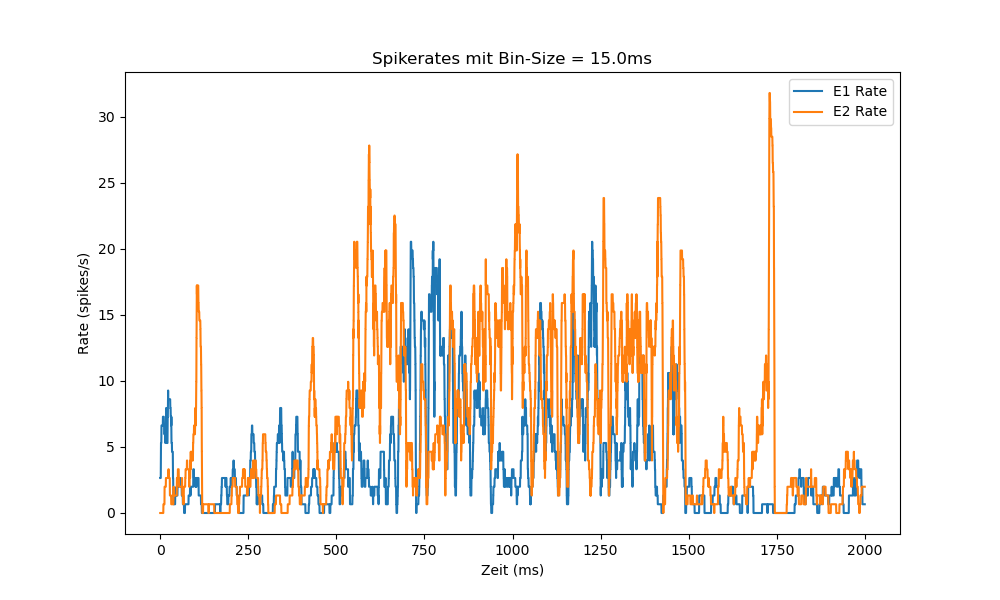 Spikerates mit Bin-Size = 15.0ms
E1 Rate
E2 Rate
Rate (spikes/s)
30
25
20
15
10
5
0
0 250 500 750 1000 1250 1500 1750 2000
Zeit (ms)